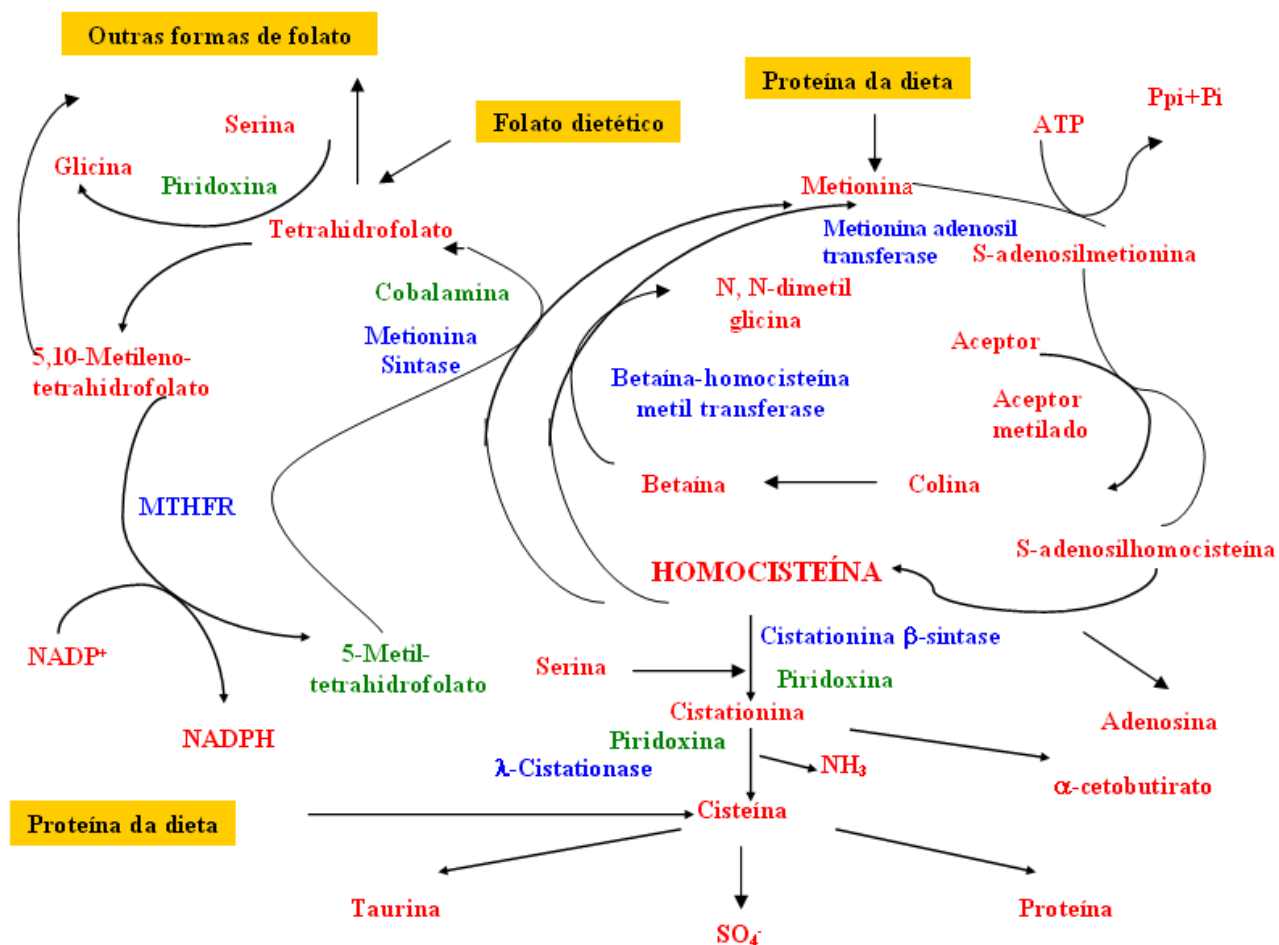 Outras formas de folato
Proteína da dieta
Ppi+Pi
Serina
Folato dietético
ATP
Glicina
Piridoxina
Metionina
Tetrahidrofolato
Metionina adenosil
transferase
S-adenosilmetionina
Cobalamina
N, N-dimetil
glicina
Metionina
Sintase
5,10-Metileno-
tetrahidrofolato
Aceptor
Betaína-homocisteína
metil transferase
Aceptor
metilado
Betaína
Colina
MTHFR
S-adenosilhomocisteína
HOMOCISTEÍNA
Cistationina β-sintase
NADP+
5-Metil-
tetrahidrofolato
Serina
Piridoxina
Cistationina
Adenosina
NADPH
Piridoxina
λ-Cistationase
NH₃
α-cetobutirato
Proteína da dieta
Cisteína
Taurina
Proteína
SO₄⁻